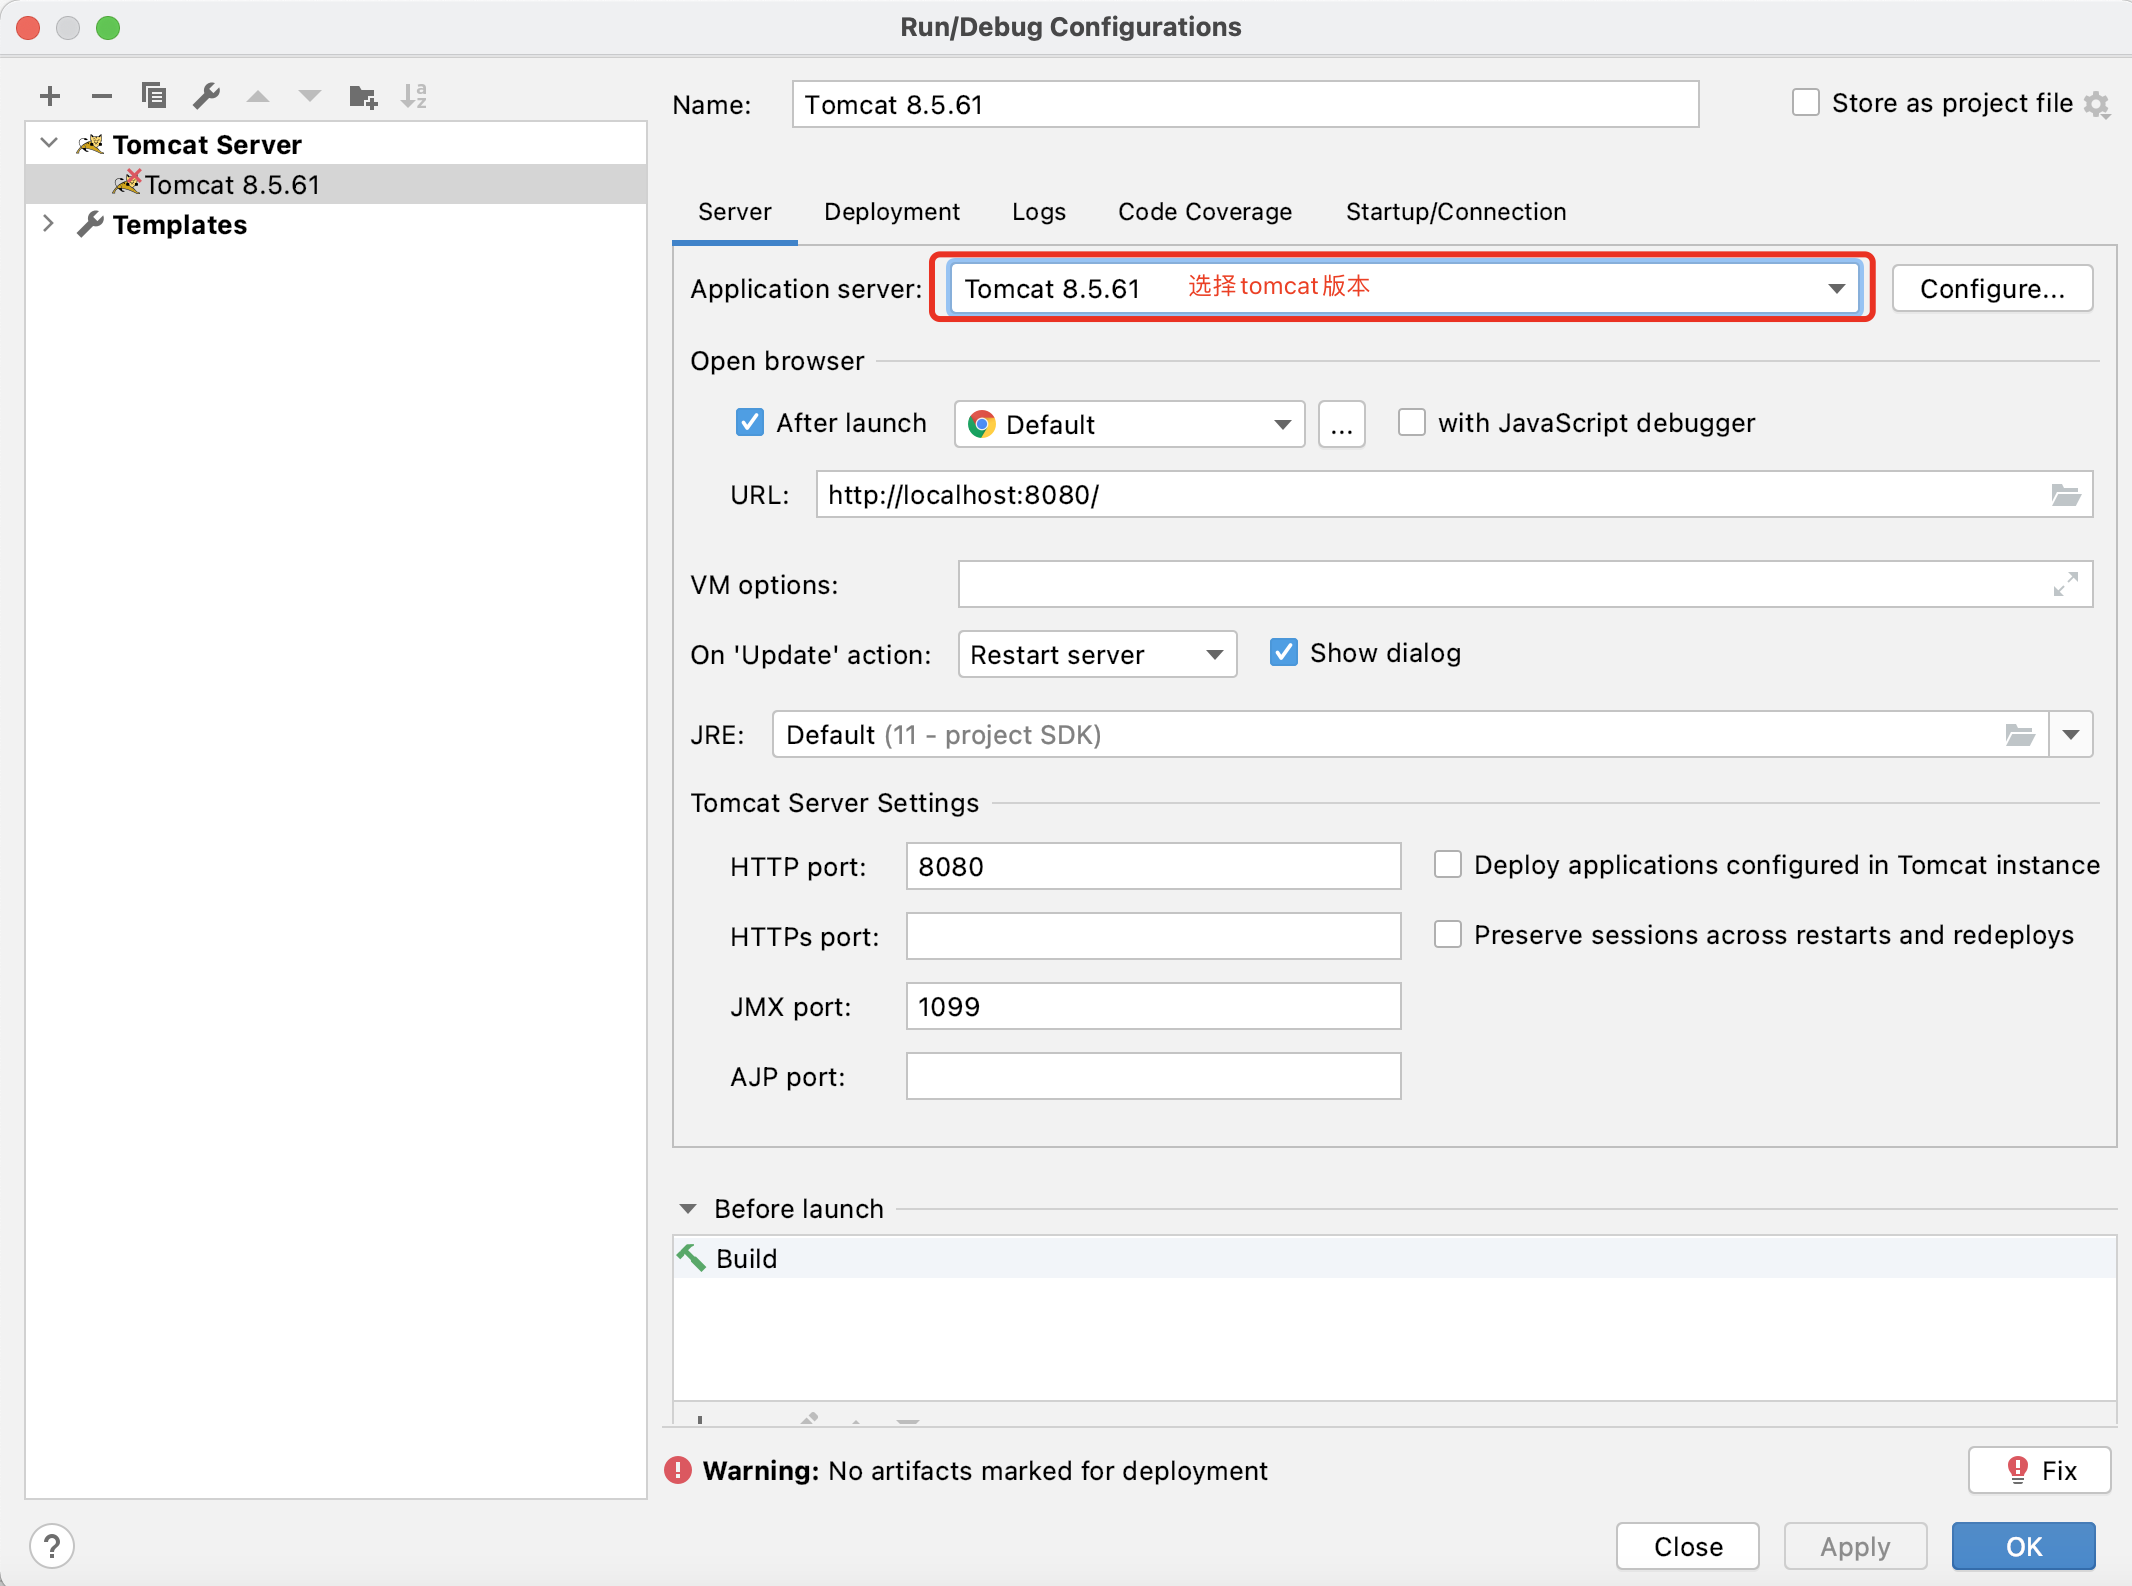 Run/Debug Configurations
Tomcat Server
Tomcat 8.5.61
Templates
Name: Tomcat 8.5.61 Store as project file
Server Deployment Logs Code Coverage Startup/Connection
Application server: Tomcat 8.5.61 选择tomcat版本 Configure...
Open browser
After launch Default ... with JavaScript debugger
URL: http://localhost:8080/
VM options:
On 'Update' action: Restart server Show dialog
JRE: Default (11 - project SDK)
Tomcat Server Settings
HTTP port: 8080 Deploy applications configured in Tomcat instance
HTTPs port: Preserve sessions across restarts and redeploys
JMX port: 1099
AJP port:
Before launch
Build
Warning: No artifacts marked for deployment Fix
? Close Apply OK